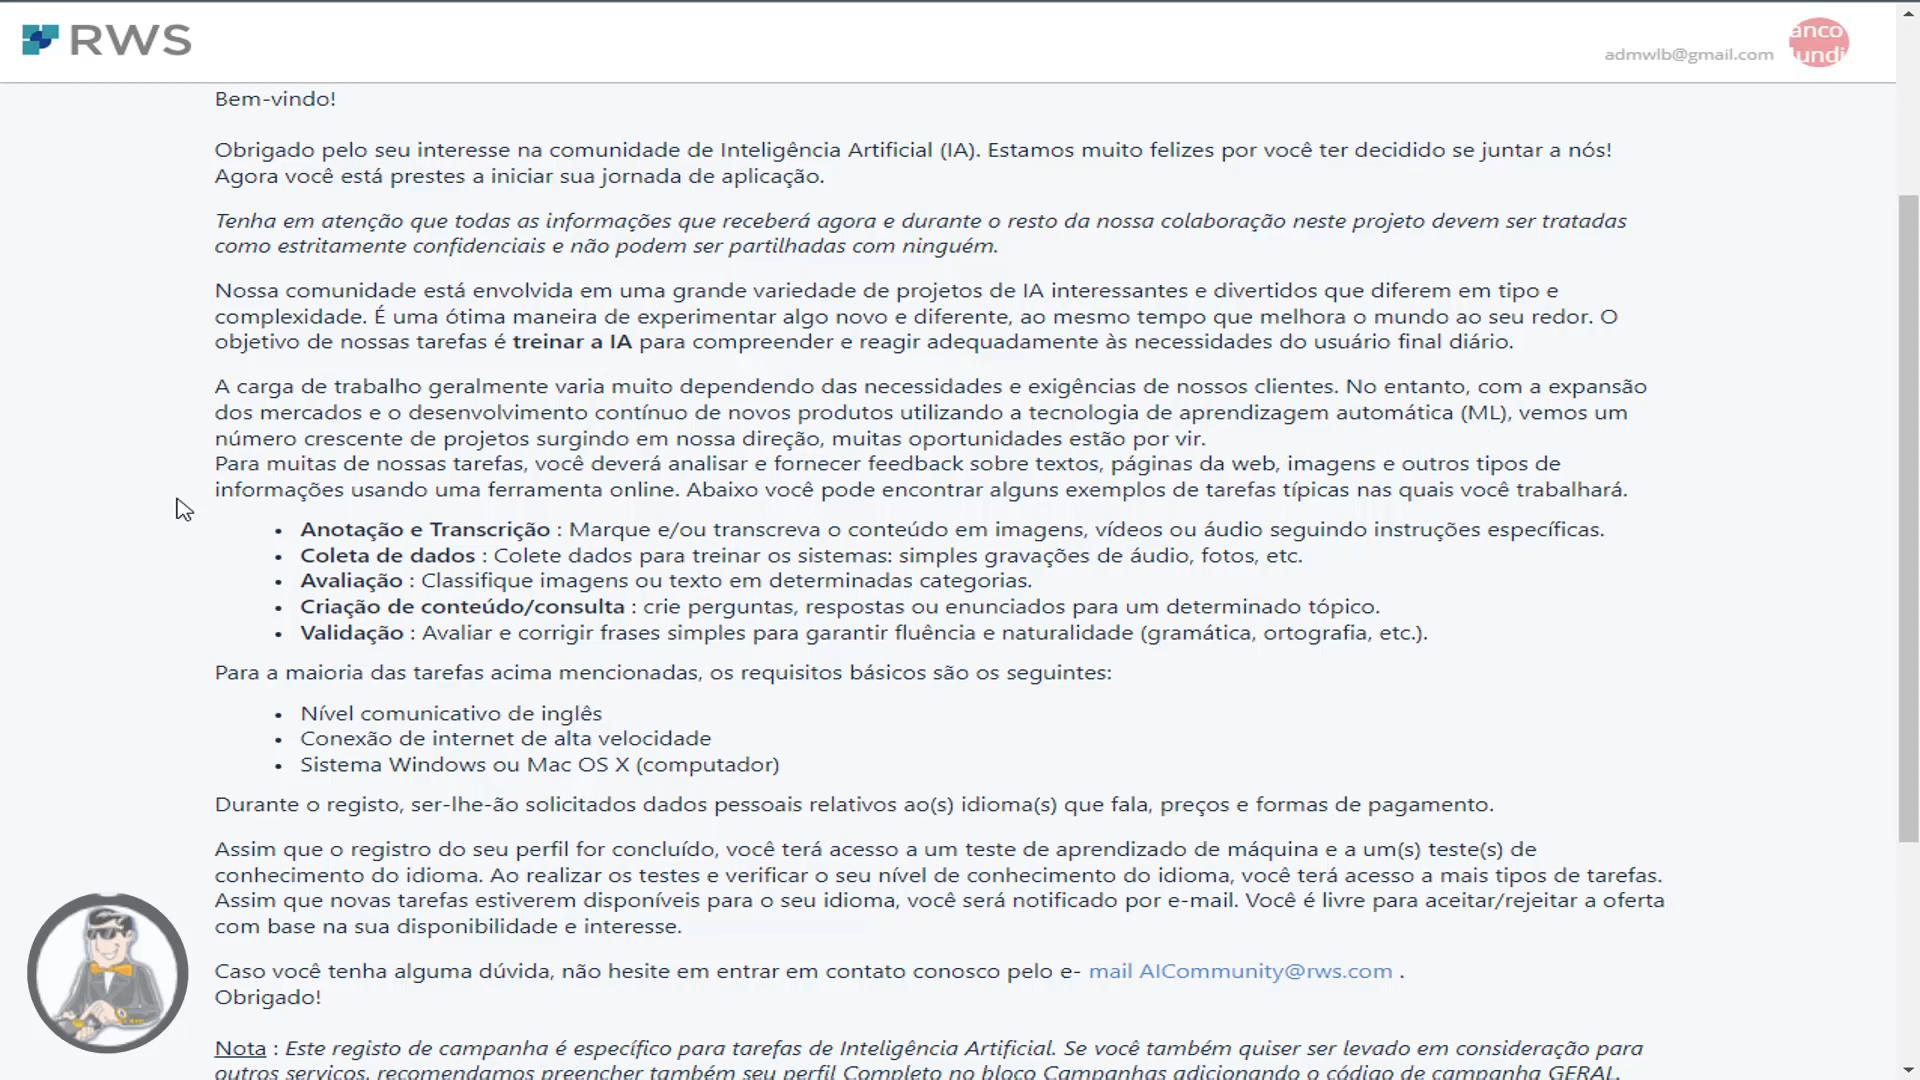 RWS
admwlb@gmail.com
anco
undi
Bem-vindo!
Obrigado pelo seu interesse na comunidade de Inteligência Artificial (IA). Estamos muito felizes por você ter decidido se juntar a nós!
Agora você está prestes a iniciar sua jornada de aplicação.
Tenha em atenção que todas as informações que receberá agora e durante o resto da nossa colaboração neste projeto devem ser tratadas
como estritamente confidenciais e não podem ser partilhadas com ninguém.
Nossa comunidade está envolvida em uma grande variedade de projetos de IA interessantes e divertidos que diferem em tipo e
complexidade. É uma ótima maneira de experimentar algo novo e diferente, ao mesmo tempo que melhora o mundo ao seu redor. O
objetivo de nossas tarefas é treinar a IA para compreender e reagir adequadamente às necessidades do usuário final diário.
A carga de trabalho geralmente varia muito dependendo das necessidades e exigências de nossos clientes. No entanto, com a expansão
dos mercados e o desenvolvimento contínuo de novos produtos utilizando a tecnologia de aprendizagem automática (ML), vemos um
número crescente de projetos surgindo em nossa direção, muitas oportunidades estão por vir.
Para muitas de nossas tarefas, você deverá analisar e fornecer feedback sobre textos, páginas da web, imagens e outros tipos de
informações usando uma ferramenta online. Abaixo você pode encontrar alguns exemplos de tarefas típicas nas quais você trabalhará.
• Anotação e Transcrição : Marque e/ou transcreva o conteúdo em imagens, vídeos ou áudio seguindo instruções específicas.
• Coleta de dados : Colete dados para treinar os sistemas: simples gravações de áudio, fotos, etc.
• Avaliação : Classifique imagens ou texto em determinadas categorias.
• Criação de conteúdo/consulta : crie perguntas, respostas ou enunciados para um determinado tópico.
• Validação : Avaliar e corrigir frases simples para garantir fluência e naturalidade (gramática, ortografia, etc.).
Para a maioria das tarefas acima mencionadas, os requisitos básicos são os seguintes:
• Nível comunicativo de inglês
• Conexão de internet de alta velocidade
• Sistema Windows ou Mac OS X (computador)
Durante o registo, ser-lhe-ão solicitados dados pessoais relativos ao(s) idioma(s) que fala, preços e formas de pagamento.
Assim que o registro do seu perfil for concluído, você terá acesso a um teste de aprendizado de máquina e a um(s) teste(s) de
conhecimento do idioma. Ao realizar os testes e verificar o seu nível de conhecimento do idioma, você terá acesso a mais tipos de tarefas.
Assim que novas tarefas estiverem disponíveis para o seu idioma, você será notificado por e-mail. Você é livre para aceitar/rejeitar a oferta
com base na sua disponibilidade e interesse.
Caso você tenha alguma dúvida, não hesite em entrar em contato conosco pelo e- mail AICommunity@rws.com .
Obrigado!
Nota : Este registo de campanha é específico para tarefas de Inteligência Artificial. Se você também quiser ser levado em consideração para
outros serviços, recomendamos preencher também seu perfil Completo no bloco Campanhas adicionando o código de campanha GERAL.